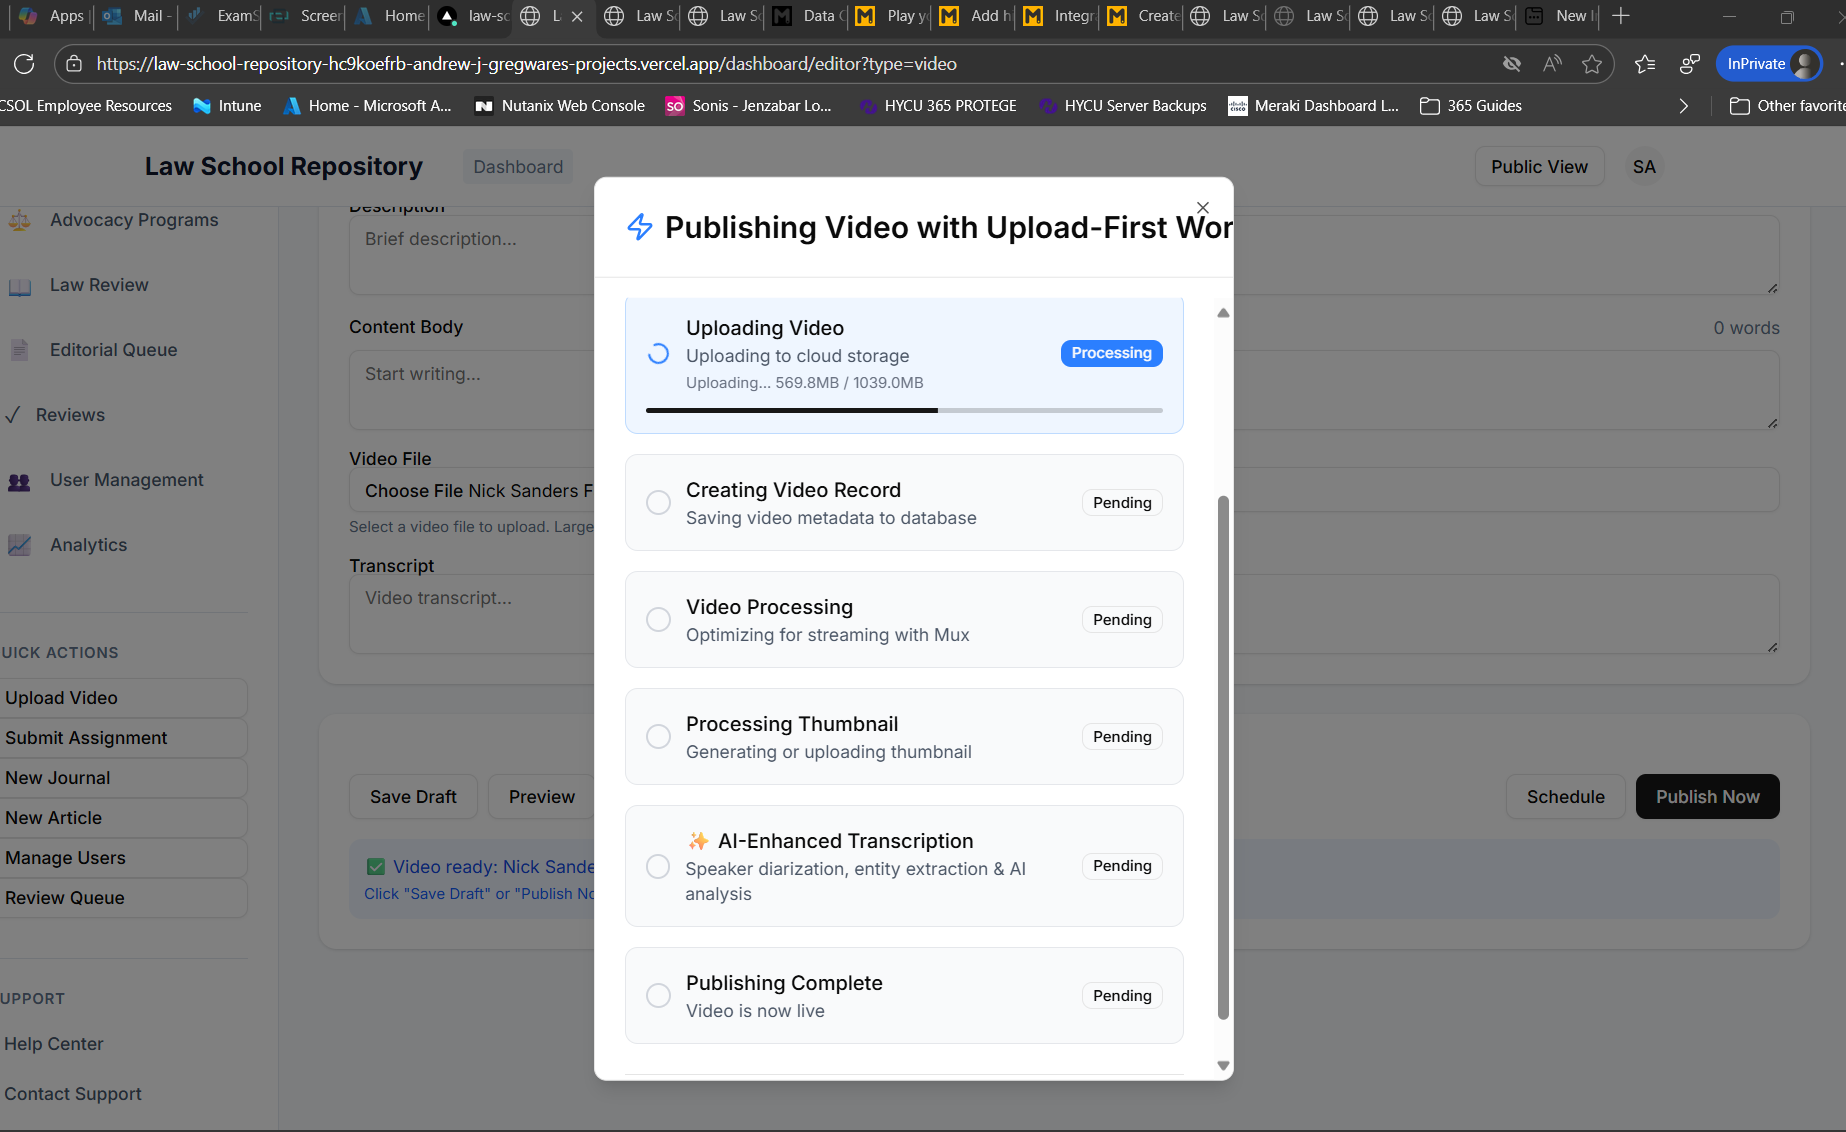 Apps
Mail -
ExamS
Screer
Home
law-sc
L
Law Sc
Law Sc
Data C
Play yo
Add h
Integr
Create
Law Sc
Law Sc
Law Sc
Law Sc
New I
https://law-school-repository-hc9koefrb-andrew-j-gregwares-projects.vercel.app/dashboard/editor?type=video
InPrivate
CSOL Employee Resources
Intune
Home - Microsoft A...
Nutanix Web Console
Sonis - Jenzabar Lo...
HYCU 365 PROTEGE
HYCU Server Backups
Meraki Dashboard L...
365 Guides
Other favorite
Law School Repository
Dashboard
Public View
SA
Advocacy Programs
Law Review
Editorial Queue
Reviews
User Management
Analytics
UICK ACTIONS
Upload Video
Submit Assignment
New Journal
New Article
Manage Users
Review Queue
UPPORT
Help Center
Contact Support
Description
Brief description...
Content Body
0 words
Start writing...
Video File
Choose File Nick Sanders F
Select a video file to upload. Large
Transcript
Video transcript...
Save Draft
Preview
Schedule
Publish Now
✅ Video ready: Nick Sande
Click "Save Draft" or "Publish No
Publishing Video with Upload-First Wor
Uploading Video
Uploading to cloud storage
Uploading... 569.8MB / 1039.0MB
Processing
Creating Video Record
Saving video metadata to database
Pending
Video Processing
Optimizing for streaming with Mux
Pending
Processing Thumbnail
Generating or uploading thumbnail
Pending
✨ AI-Enhanced Transcription
Speaker diarization, entity extraction & AI
analysis
Pending
Publishing Complete
Video is now live
Pending